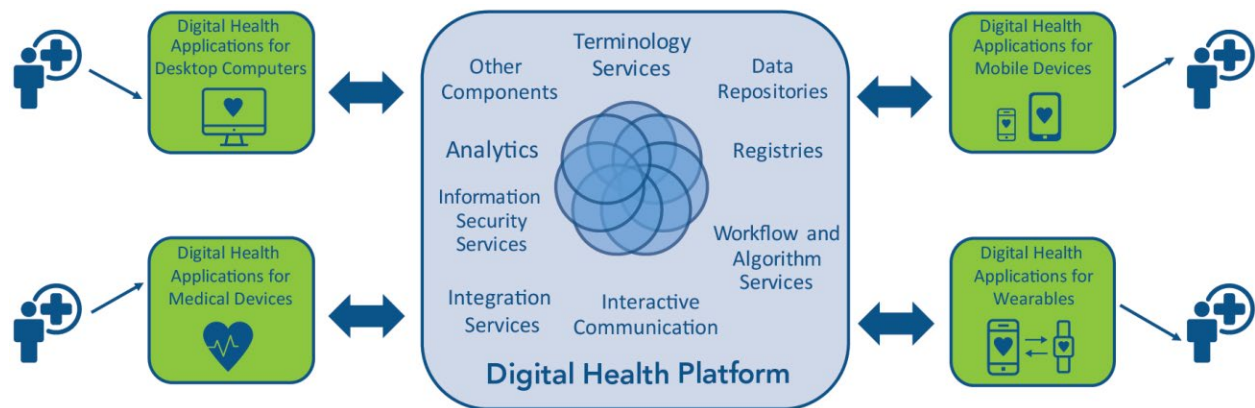 Digital Health
Applications for
Desktop Computers
Digital Health
Applications for
Medical Devices
Terminology
Services
Other
Components
Data
Repositories
Analytics
Registries
Information
Security
Services
Workflow and
Algorithm
Services
Integration
Services
Interactive
Communication
Digital Health Platform
Digital Health
Applications for
Mobile Devices
Digital Health
Applications for
Wearables